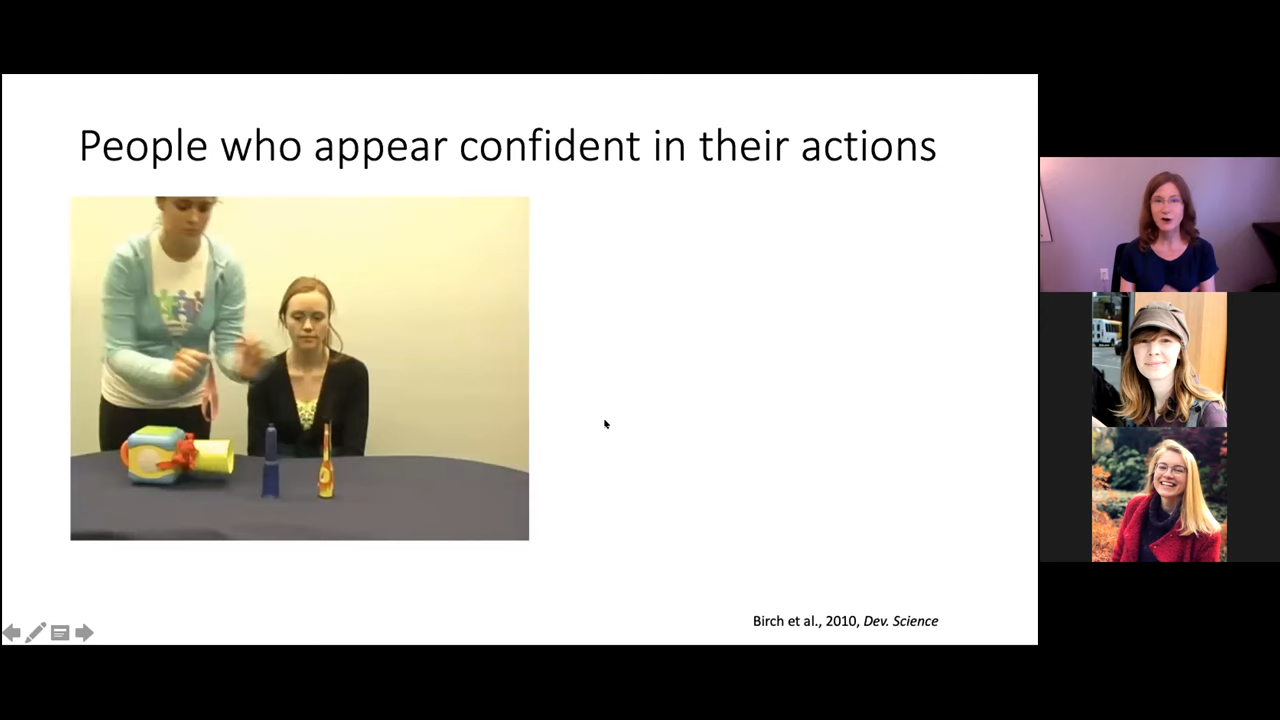 People who appear confident in their actions
Birch et al., 2010, Dev. Science